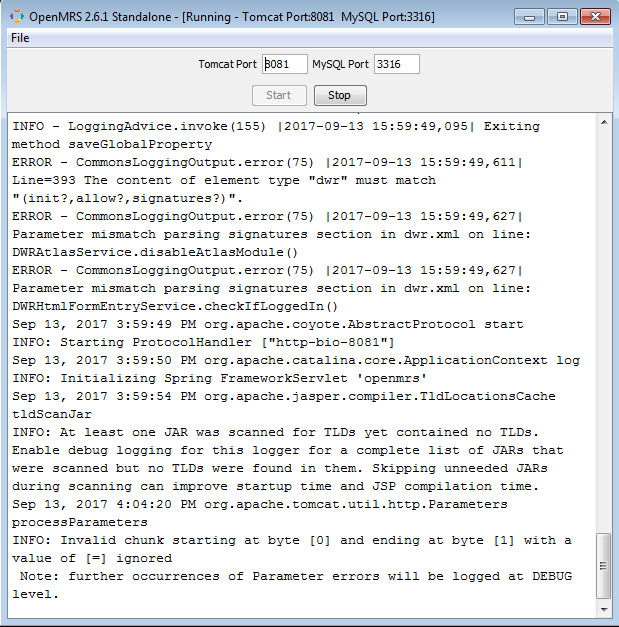 OpenMRS 2.6.1 Standalone - [Running - Tomcat Port:8081 MySQL Port:3316]
File
Tomcat Port 8081 MySQL Port 3316
Start Stop
INFO - LoggingAdvice.invoke(155) |2017-09-13 15:59:49,095| Exiting
method saveGlobalProperty
ERROR - CommonsLoggingOutput.error(75) |2017-09-13 15:59:49,611|
Line=393 The content of element type "dwr" must match
"(init?,allow?,signatures?)".
ERROR - CommonsLoggingOutput.error(75) |2017-09-13 15:59:49,627|
Parameter mismatch parsing signatures section in dwr.xml on line:
DWRAtlasService.disableAtlasModule()
ERROR - CommonsLoggingOutput.error(75) |2017-09-13 15:59:49,627|
Parameter mismatch parsing signatures section in dwr.xml on line:
DWRHtmlFormEntryService.checkIfLoggedIn()
Sep 13, 2017 3:59:49 PM org.apache.coyote.AbstractProtocol start
INFO: Starting ProtocolHandler ["http-bio-8081"]
Sep 13, 2017 3:59:50 PM org.apache.catalina.core.ApplicationContext log
INFO: Initializing Spring FrameworkServlet 'openmrs'
Sep 13, 2017 3:59:54 PM org.apache.jasper.compiler.TldLocationsCache
tldScanJar
INFO: At least one JAR was scanned for TLDs yet contained no TLDs.
Enable debug logging for this logger for a complete list of JARs that
were scanned but no TLDs were found in them. Skipping unneeded JARs
during scanning can improve startup time and JSP compilation time.
Sep 13, 2017 4:04:20 PM org.apache.tomcat.util.http.Parameters
processParameters
INFO: Invalid chunk starting at byte [0] and ending at byte [1] with a
value of [=] ignored
Note: further occurrences of Parameter errors will be logged at DEBUG
level.